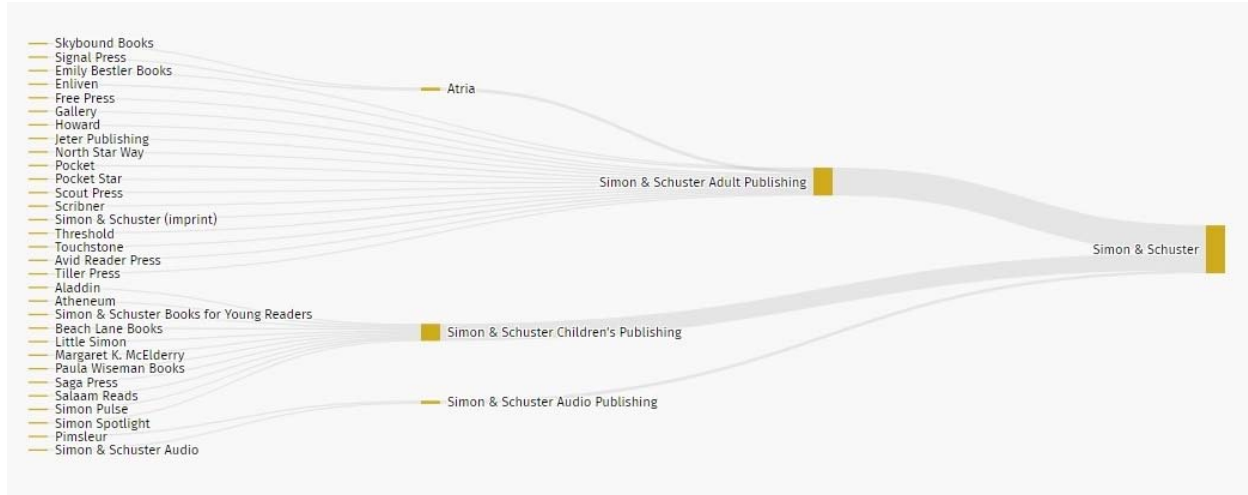 Skybound Books
Signal Press
Emily Bestler Books
Enliven
Free Press
Gallery
Howard
Jeter Publishing
North Star Way
Pocket
Pocket Star
Scout Press
Scribner
Simon & Schuster (imprint)
Threshold
Touchstone
Avid Reader Press
Tiller Press
Aladdin
Atheneum
Simon & Schuster Books for Young Readers
Beach Lane Books
Little Simon
Margaret K. McElderry
Paula Wiseman Books
Saga Press
Salaam Reads
Simon Pulse
Simon Spotlight
Pimsleur
Simon & Schuster Audio
Atria
Simon & Schuster Children's Publishing
Simon & Schuster Audio Publishing
Simon & Schuster Adult Publishing
Simon & Schuster